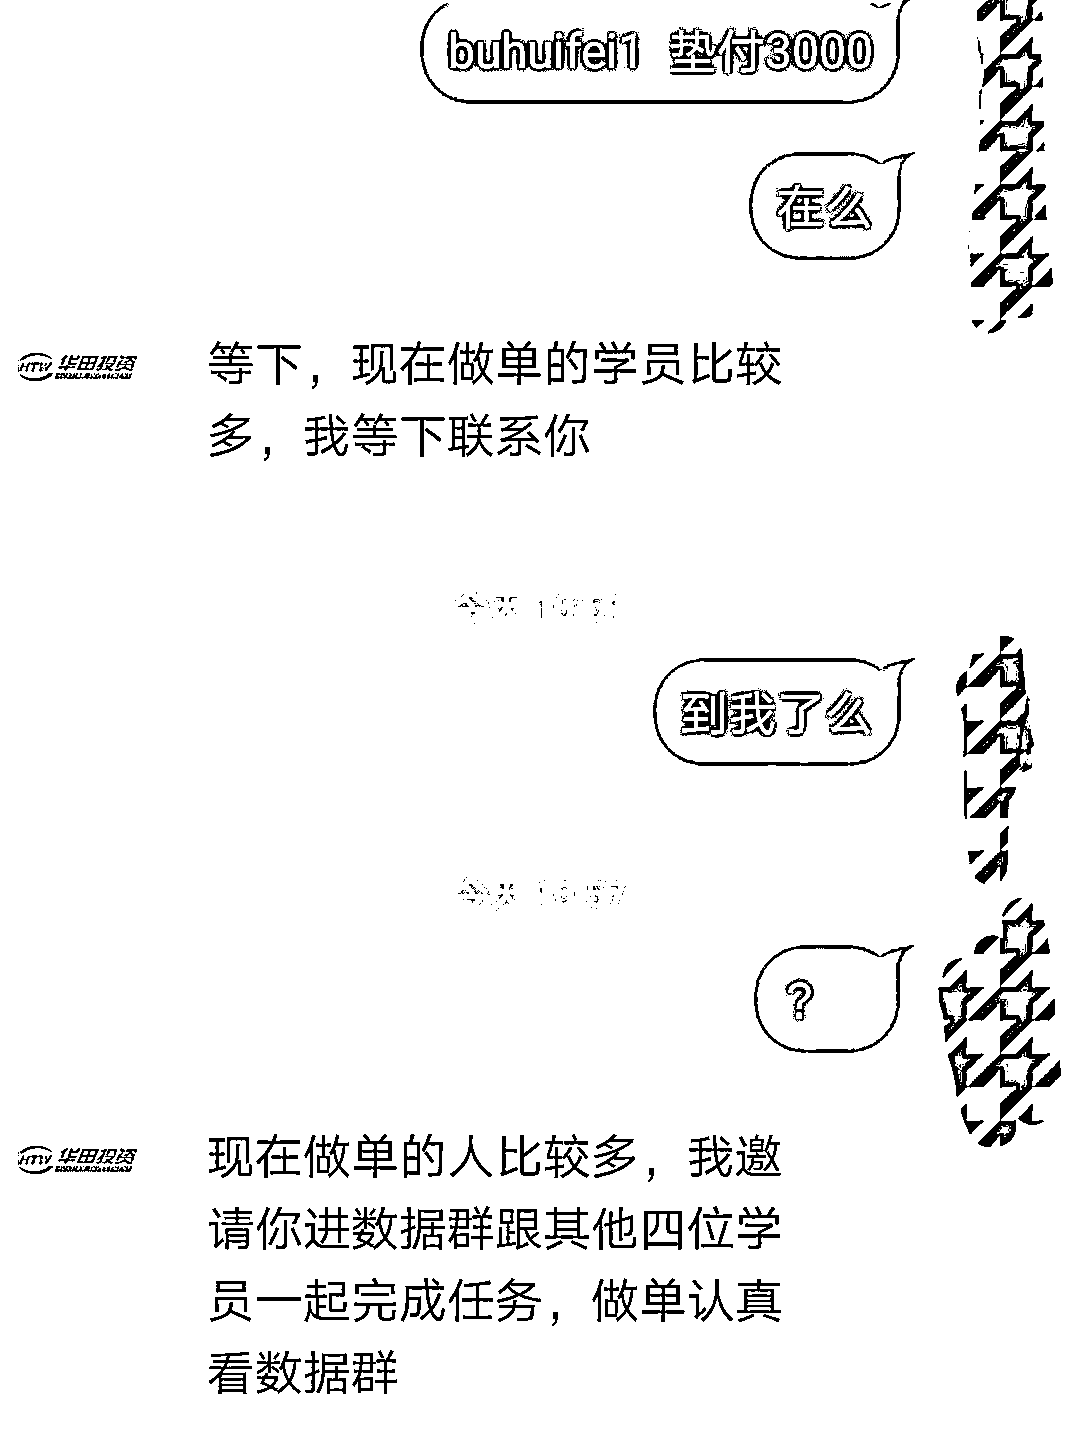 buhuifei1 垫付3000
在么
HTW 华田投资
等下，现在做单的学员比较
多，我等下联系你
今天
到我了么
今天
？
HTW 华田投资
现在做单的人比较多，我邀
请你进数据群跟其他四位学
员一起完成任务，做单认真
看数据群